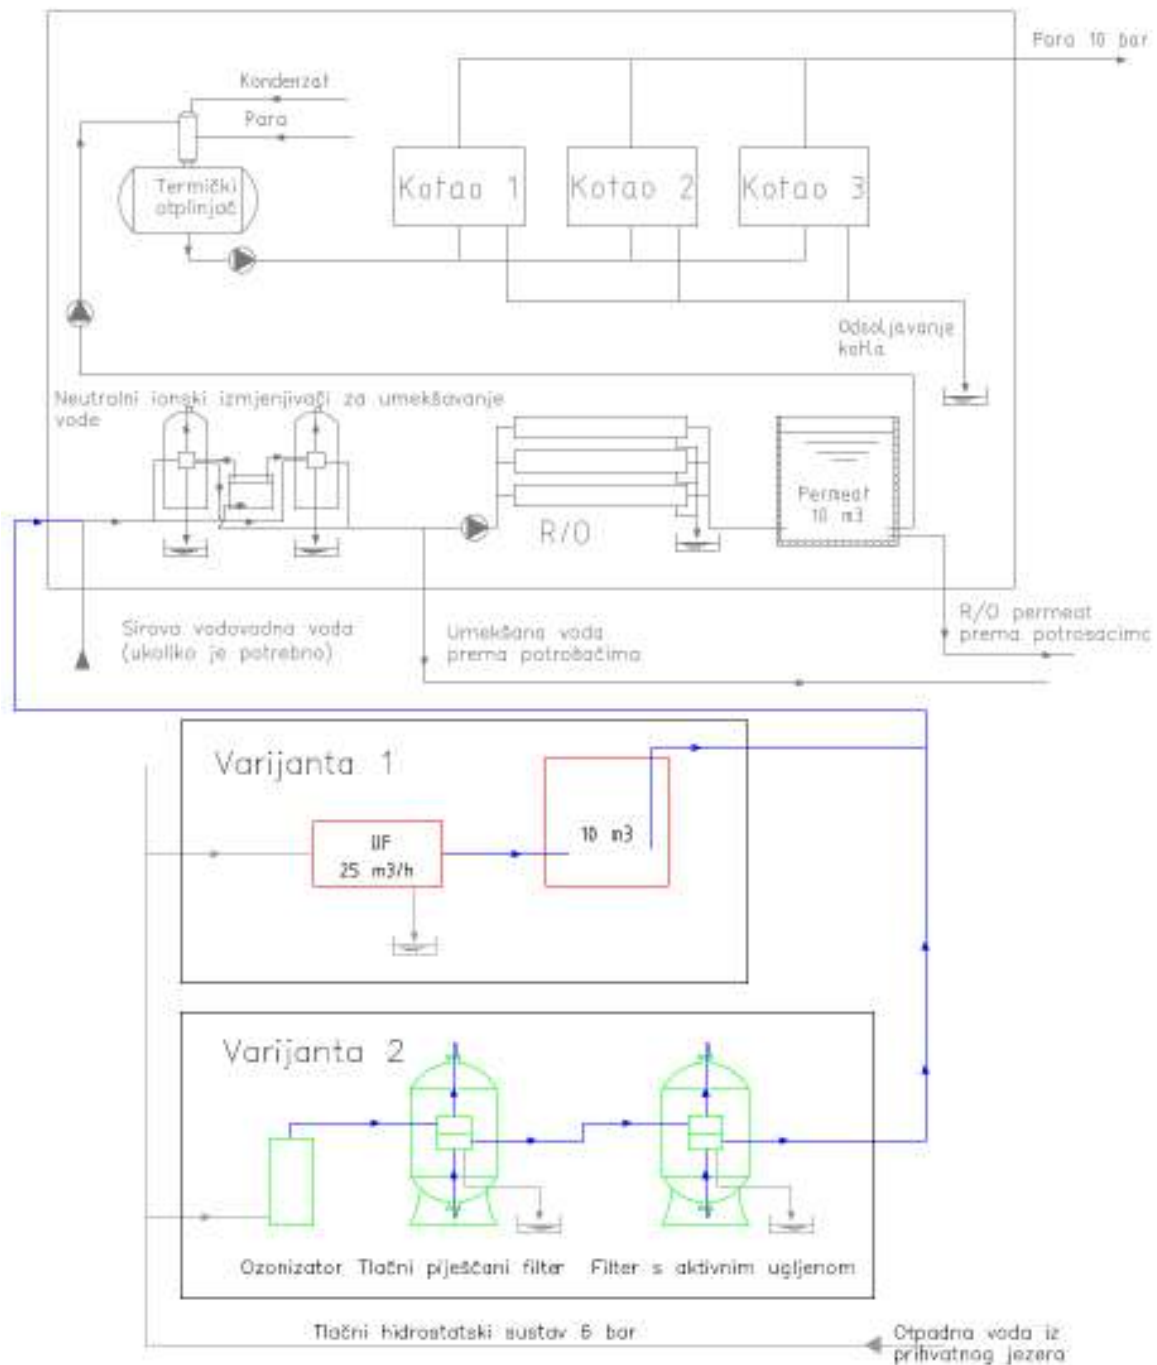 Para 10 bar
Kondenzat
Para
Termički
otplinjač
Kotao 1
Kotao 2
Kotao 3
Odsoljavanje
kotla
Neutralni ionski izmjenjivači za umekšavanje
vode
R/O
Permeat
10 m3
Sirova vodovodna voda
(ukoliko je potrebno)
Umekšana voda
prema potrošačima
R/O permeat
prema potrosacima
Varijanta 1
UF
25 m3/h
10 m3
Varijanta 2
Ozonizator
Tlačni piješčani filter
Filter s aktivnim ugljenom
Tlačni hidrostatski sustav 6 bar
Otpadna voda iz
prihvatnog jezera